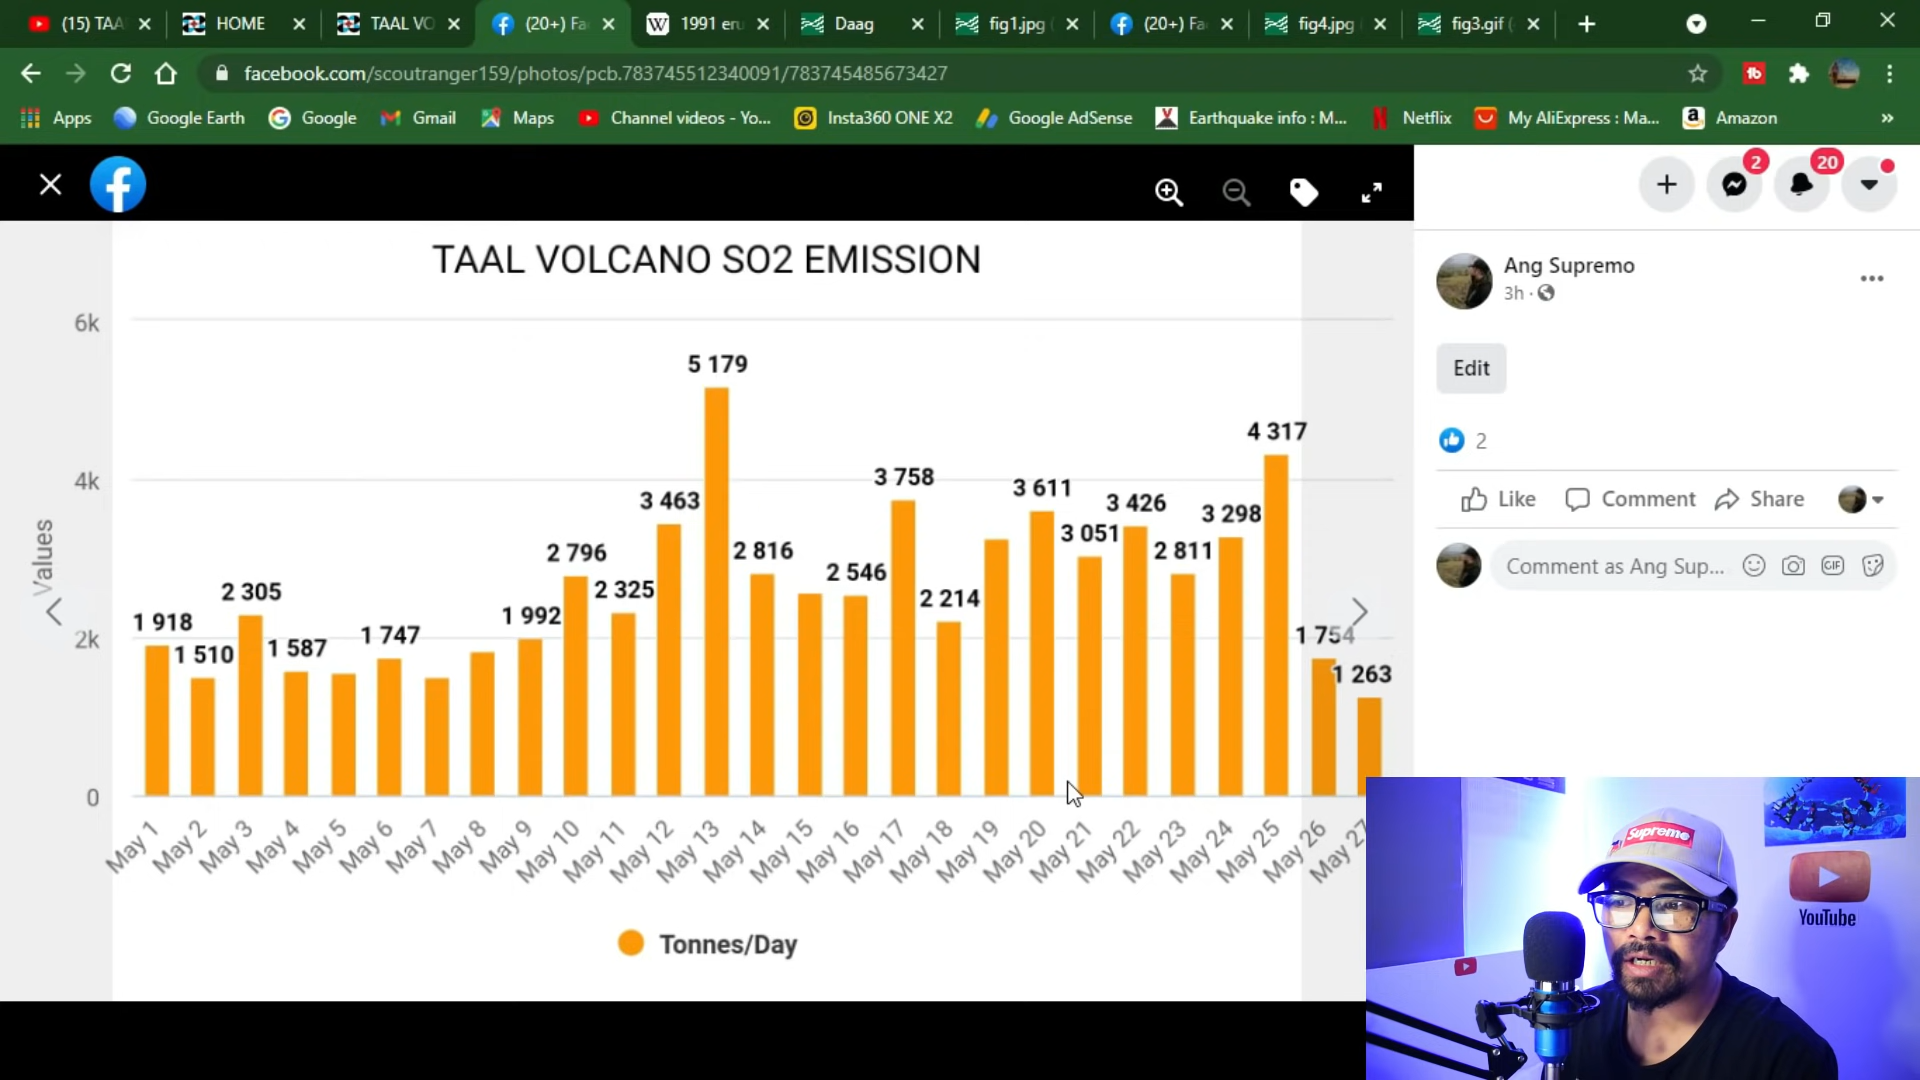 (15) TAA
HOME
TAAL VO
(20+) Fa
1991 eru
Daag
fig1.jpg (
(20+) Fa
fig4.jpg
fig3.gif (
facebook.com/scoutranger159/photos/pcb.783745512340091/783745485673427
Apps
Google Earth
Google
Gmail
Maps
Channel videos - Yo...
Insta360 ONE X2
Google AdSense
Earthquake info : M...
Netflix
My AliExpress : Ma...
Amazon
»
2
20
TAAL VOLCANO SO2 EMISSION
Values
6k
4k
2k
0
1 918
1 510
2 305
1 587
1 747
1 992
2 796
2 325
3 463
5 179
2 816
2 546
3 758
2 214
3 611
3 051
3 426
2 811
3 298
4 317
1 754
1 263
May 1
May 2
May 3
May 4
May 5
May 6
May 7
May 8
May 9
May 10
May 11
May 12
May 13
May 14
May 15
May 16
May 17
May 18
May 19
May 20
May 21
May 22
May 23
May 24
May 25
May 26
May 27
Tonnes/Day
Ang Supremo
3h ·
Edit
2
Like
Comment
Share
Comment as Ang Sup...
GIF
Supreme
YouTube